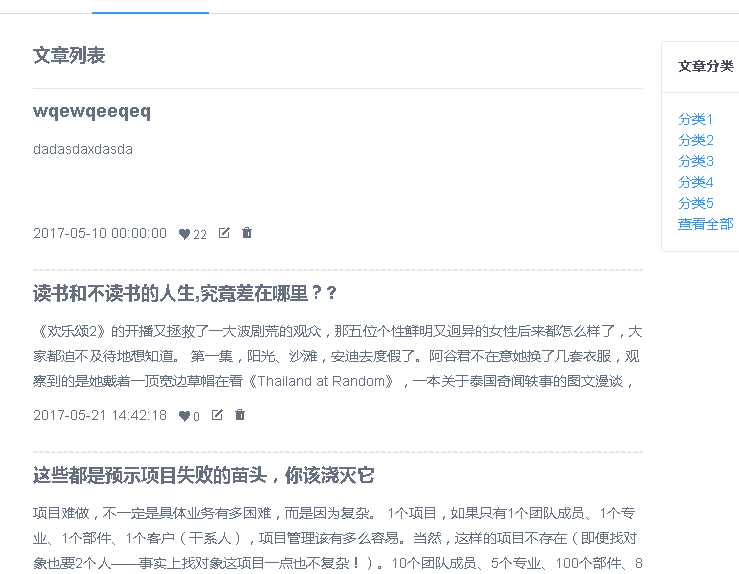 文章列表
wqewqeeqeq
dadasdaxdasda
2017-05-10 00:00:00 22
读书和不读书的人生,究竟差在哪里？?
《欢乐颂2》的开播又拯救了一大波剧荒的观众，那五位个性鲜明又迥异的女性后来都怎么样了，大
家都迫不及待地想知道。 第一集，阳光、沙滩，安迪去度假了。阿谷君不在意她换了几套衣服，观
察到的是她戴着一顶宽边草帽在看《Thailand at Random》，一本关于泰国奇闻轶事的图文漫谈，
2017-05-21 14:42:18 0
这些都是预示项目失败的苗头，你该浇灭它
项目难做，不一定是具体业务有多困难，而是因为复杂。 1个项目，如果只有1个团队成员、1个专
业、1个部件、1个客户（干系人），项目管理该有多么容易。当然，这样的项目不存在（即便找对
象也要2个人——事实上找对象这项目一点也不复杂！）。10个团队成员、5个专业、100个部件、8
文章分类
分类1
分类2
分类3
分类4
分类5
查看全部